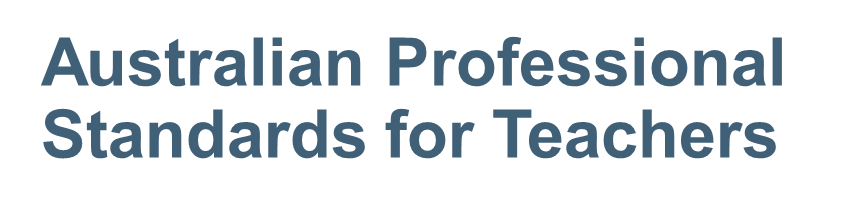 Australian Professional
Standards for Teachers